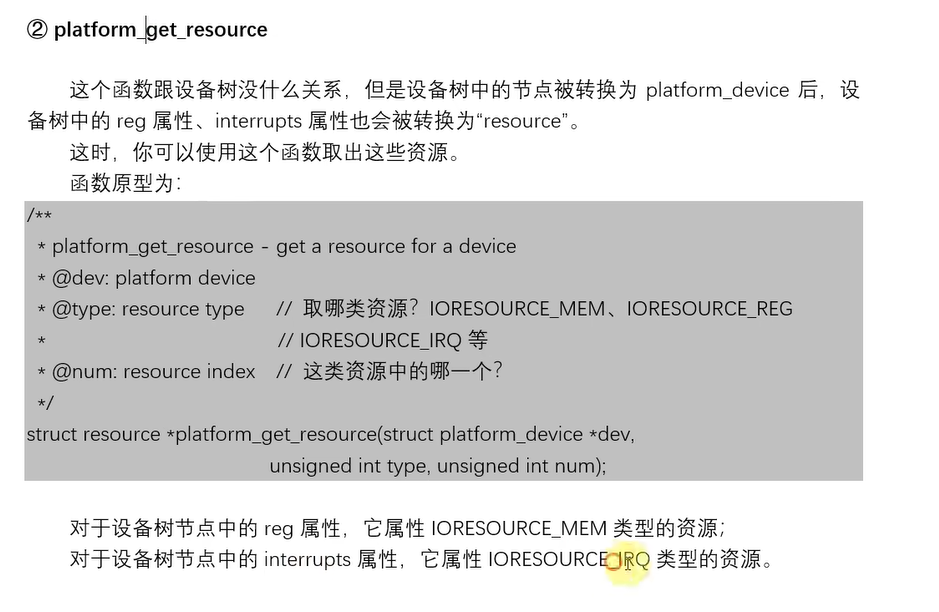 ② platform_get_resource
这个函数跟设备树没什么关系，但是设备树中的节点被转换为 platform_device 后，设
备树中的 reg 属性、interrupts 属性也会被转换为“resource”。
这时，你可以使用这个函数取出这些资源。
函数原型为：
/**
* platform_get_resource - get a resource for a device
* @dev: platform device
* @type: resource type // 取哪类资源？IORESOURCE_MEM、IORESOURCE_REG
* // IORESOURCE_IRQ 等
* @num: resource index // 这类资源中的哪一个？
*/
struct resource *platform_get_resource(struct platform_device *dev,
unsigned int type, unsigned int num);
对于设备树节点中的 reg 属性，它属性 IORESOURCE_MEM 类型的资源；
对于设备树节点中的 interrupts 属性，它属性 IORESOURCE_IRQ 类型的资源。